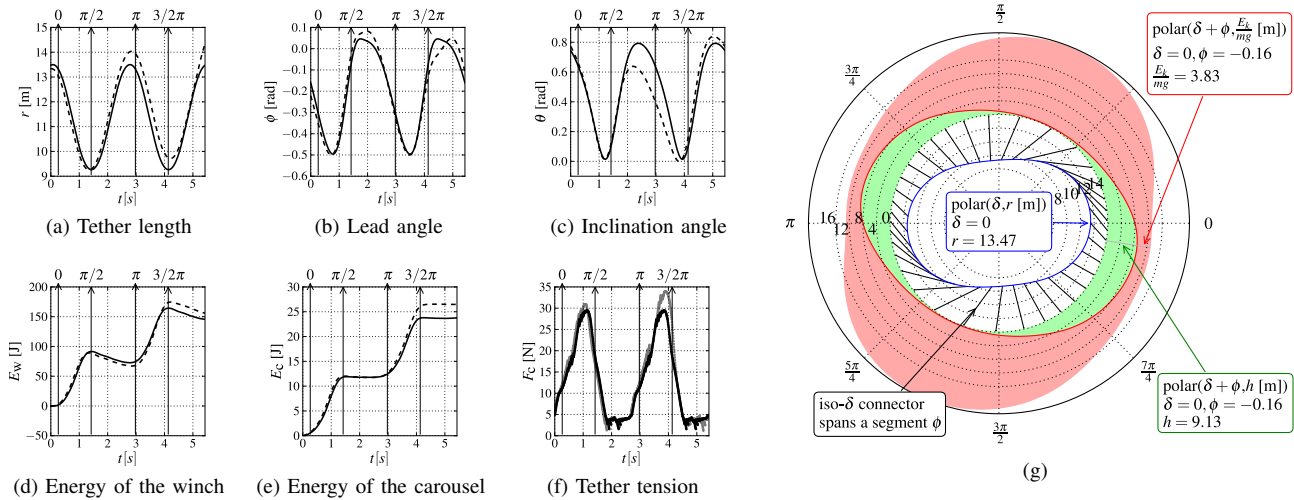 0 π/2 π 3/2π
14
13
12
11
10
9
r [m]
0 1 2 3 4 5
t[s]
(a) Tether length
0 π/2 π 3/2π
0.1
0.0
−0.1
−0.2
−0.3
−0.4
−0.5
−0.6
ϕ [rad]
0 1 2 3 4 5
t[s]
(b) Lead angle
0 π/2 π 3/2π
0.8
0.6
0.4
0.2
0.0
θ [rad]
0 1 2 3 4 5
t[s]
(c) Inclination angle
0 π/2 π 3/2π
200
150
100
50
0
−50
E_W [J]
0 1 2 3 4 5
t[s]
(d) Energy of the winch
0 π/2 π 3/2π
30
25
20
15
10
5
0
E_C [J]
0 1 2 3 4 5
t[s]
(e) Energy of the carousel
0 π/2 π 3/2π
35
30
25
20
15
10
5
0
F_C [N]
0 1 2 3 4 5
t[s]
(f) Tether tension
π/2
3π/4
π
0
5π/4
3π/2
7π/4
16 12 8 4 0
8 10 12 14
polar(δ + ϕ, E_k/mg [m])
δ = 0, ϕ = −0.16
E_k/mg = 3.83
polar(δ, r [m])
δ = 0
r = 13.47
iso-δ connector
spans a segment ϕ
polar(δ + ϕ, h [m])
δ = 0, ϕ = −0.16
h = 9.13
(g)